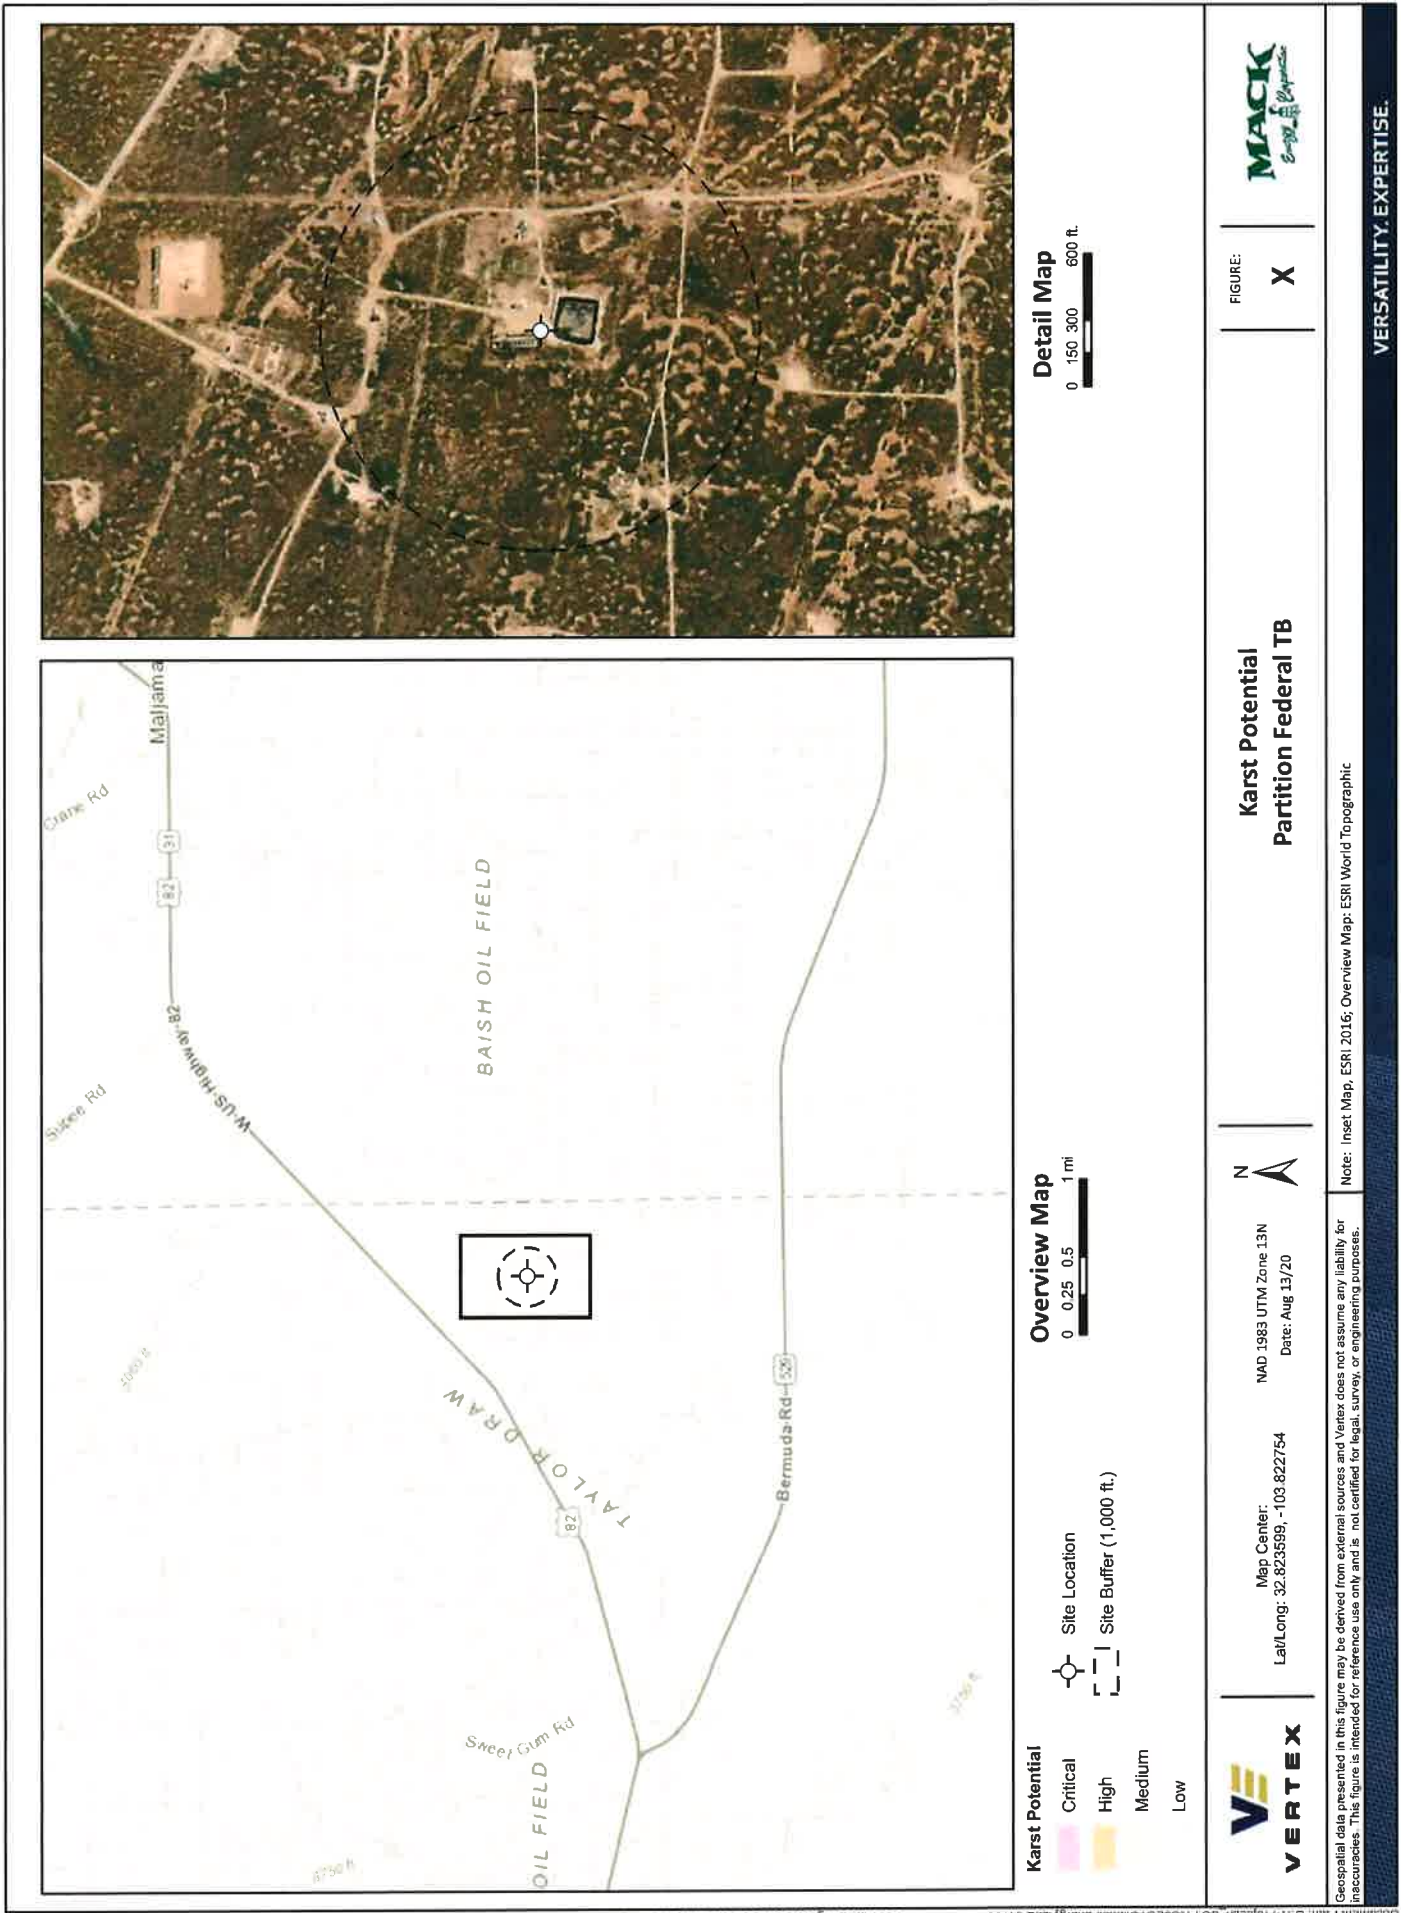 Crane Rd
Maljama
31
82
W-US-Highway-82
BAISH OIL FIELD
TAYLOR DRAW
82
Sweet Gum Rd
OIL FIELD
3750 ft
Bermuda-Rd
529
Overview Map
0 0.25 0.5 1 mi
Detail Map
0 150 300 600 ft.
Karst Potential
Critical
High
Medium
Low
Site Location
Site Buffer (1,000 ft.)
VERTEX
Map Center:
Lat/Long: 32.823599, -103.822754
NAD 1983 UTM Zone 13N
Date: Aug 13/20
N
Karst Potential
Partition Federal TB
FIGURE:
X
MACK
Geospatial data presented in this figure may be derived from external sources and Vertex does not assume any liability for
inaccuracies. This figure is intended for reference use only and is not certified for legal, survey, or engineering purposes.
Note: Inset Map, ESRI 2016; Overview Map: ESRI World Topographic
VERSATILITY. EXPERTISE.